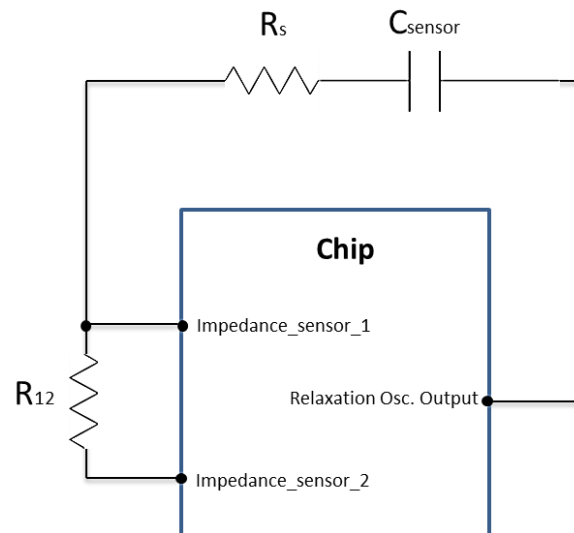 Rs
Csensor
Chip
Impedance_sensor_1
R12
Relaxation Osc. Output
Impedance_sensor_2